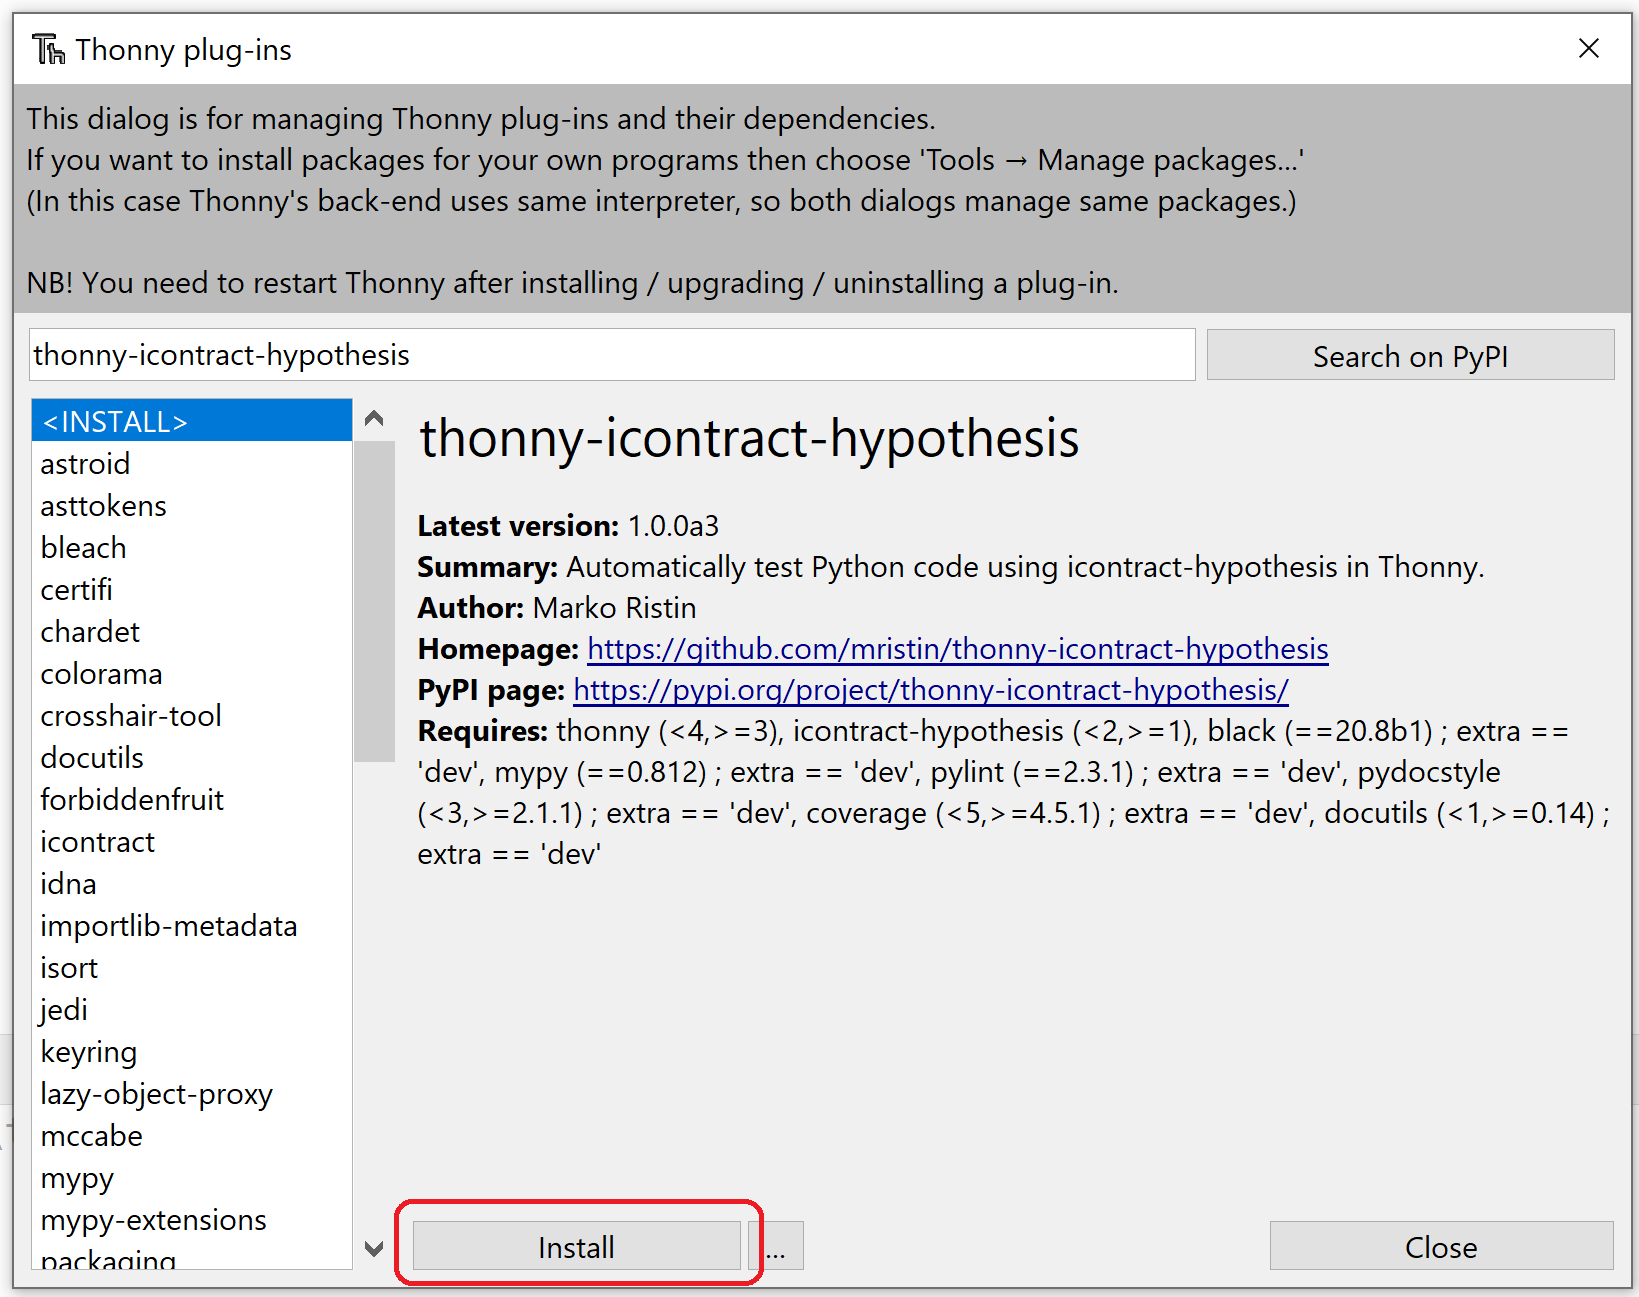 Thonny plug-ins
This dialog is for managing Thonny plug-ins and their dependencies.
If you want to install packages for your own programs then choose 'Tools → Manage packages...'
(In this case Thonny's back-end uses same interpreter, so both dialogs manage same packages.)
NB! You need to restart Thonny after installing / upgrading / uninstalling a plug-in.
thonny-icontract-hypothesis
Search on PyPI
<INSTALL>
astroid
asttokens
bleach
certifi
chardet
colorama
crosshair-tool
docutils
forbiddenfruit
icontract
idna
importlib-metadata
isort
jedi
keyring
lazy-object-proxy
mccabe
mypy
mypy-extensions
packaging
thonny-icontract-hypothesis
Latest version: 1.0.0a3
Summary: Automatically test Python code using icontract-hypothesis in Thonny.
Author: Marko Ristin
Homepage: https://github.com/mristin/thonny-icontract-hypothesis
PyPI page: https://pypi.org/project/thonny-icontract-hypothesis/
Requires: thonny (<4,>=3), icontract-hypothesis (<2,>=1), black (==20.8b1) ; extra ==
'dev', mypy (==0.812) ; extra == 'dev', pylint (==2.3.1) ; extra == 'dev', pydocstyle
(<3,>=2.1.1) ; extra == 'dev', coverage (<5,>=4.5.1) ; extra == 'dev', docutils (<1,>=0.14) ;
extra == 'dev'
Install
...
Close